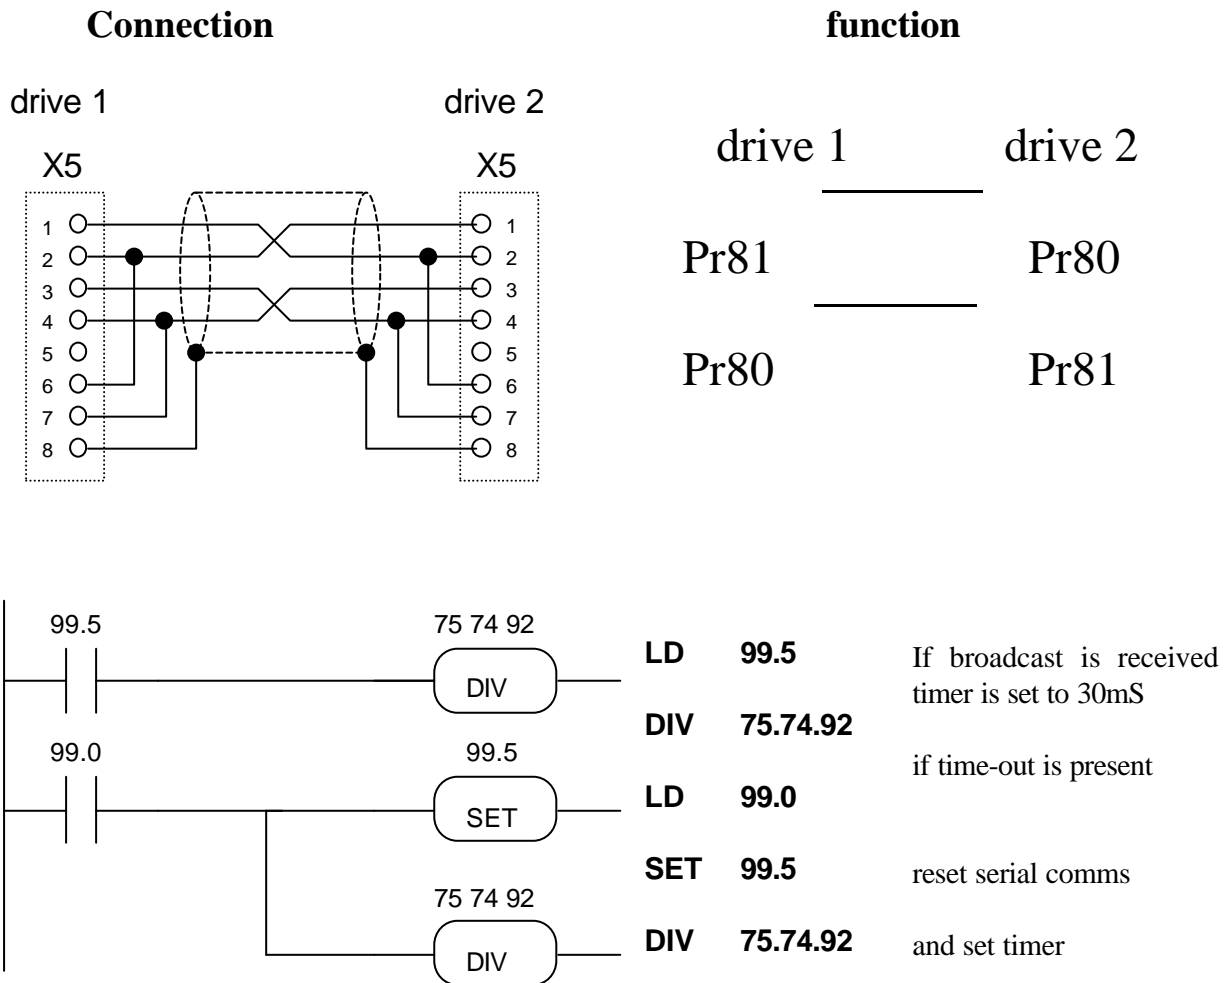 Connection
function
drive 1
drive 2
X5
X5
1
2
3
4
5
6
7
8
1
2
3
4
5
6
7
8
drive 1 drive 2
Pr81 Pr80
Pr80 Pr81
99.5
75 74 92
DIV
99.0
99.5
SET
75 74 92
DIV
LD 99.5
DIV 75.74.92
LD 99.0
SET 99.5
DIV 75.74.92
If broadcast is received
timer is set to 30mS
if time-out is present
reset serial comms
and set timer